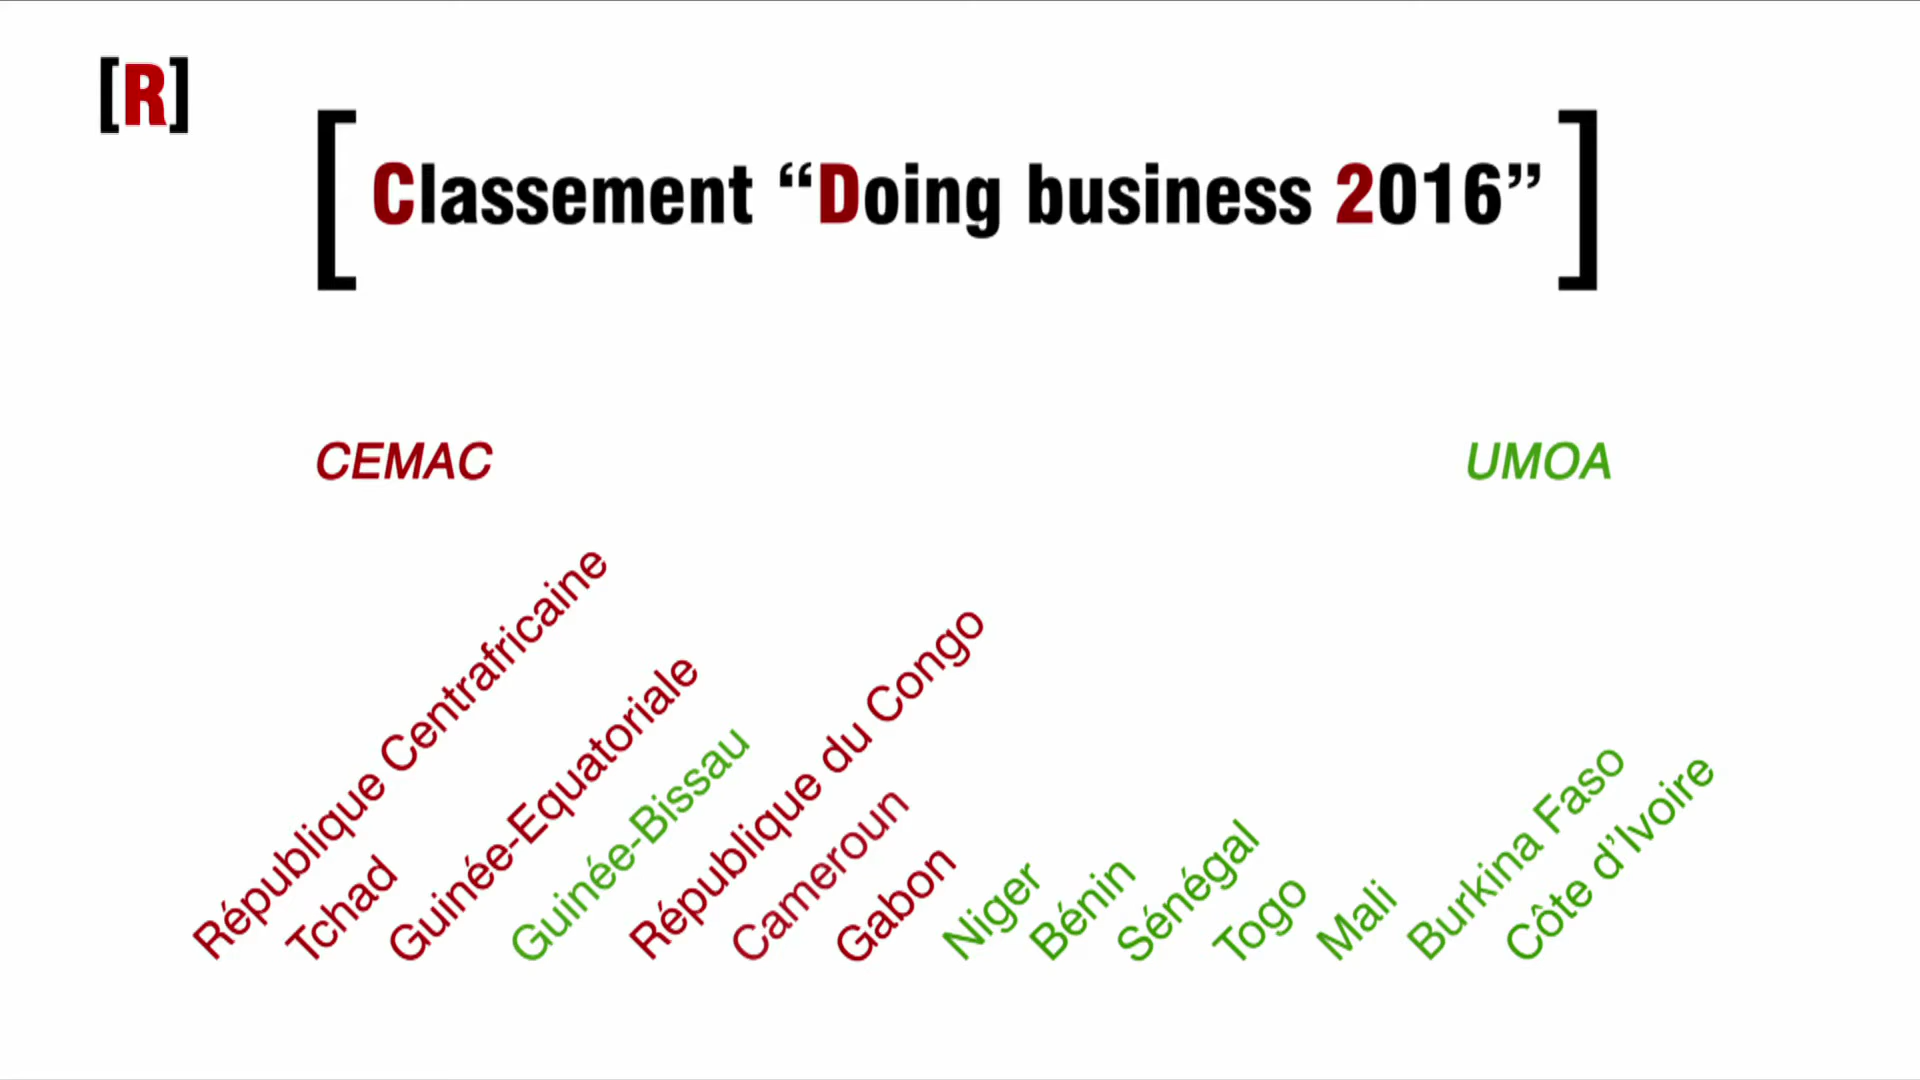 [R]
[Classement “Doing business 2016”]
CEMAC
UMOA
République Centrafricaine
Tchad
Guinée-Equatoriale
Guinée-Bissau
République du Congo
Cameroun
Gabon
Niger
Bénin
Sénégal
Togo
Mali
Burkina Faso
Côte d’Ivoire